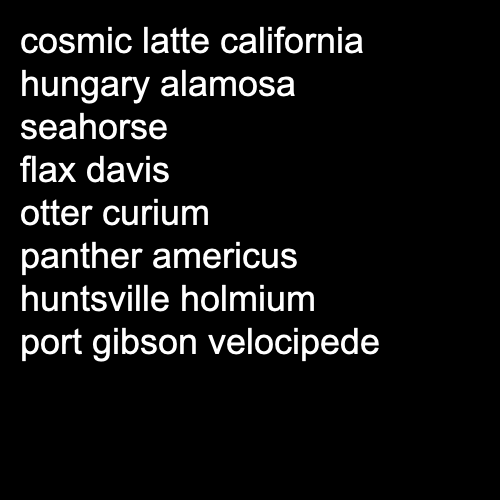 cosmic latte california
hungary alamosa
seahorse
flax davis
otter curium
panther americus
huntsville holmium
port gibson velocipede